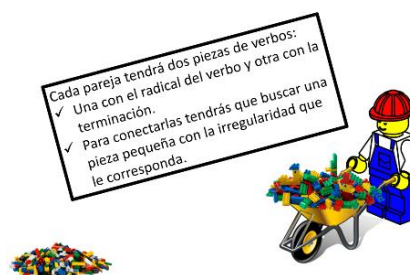 Cada pareja tendrá dos piezas de verbos:
✓ Una con el radical del verbo y otra con la
terminación.
✓ Para conectarlas tendrás que buscar una
pieza pequeña con la irregularidad que
le corresponda.